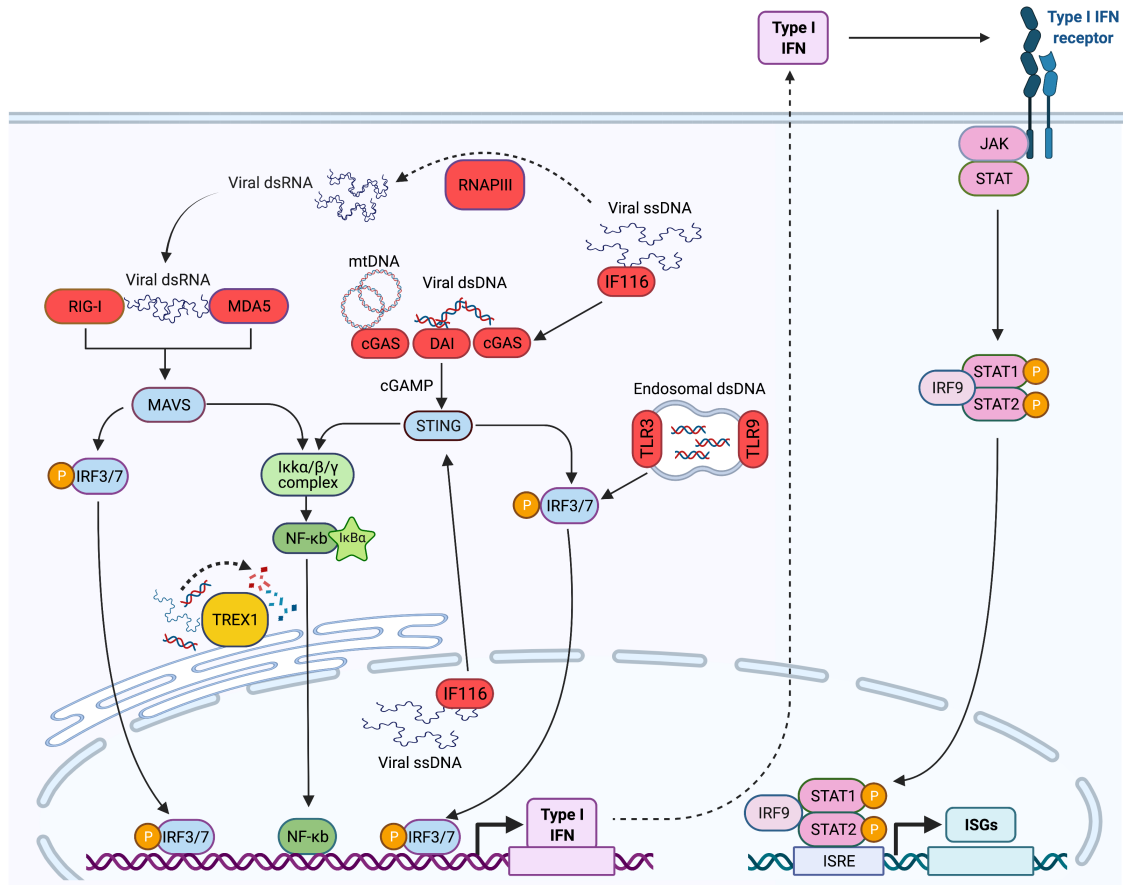 Type I
IFN
Type I IFN
receptor
JAK
STAT
Viral dsRNA
RNAPIII
Viral ssDNA
IF116
mtDNA
Viral dsDNA
Viral dsRNA
RIG-I
MDA5
cGAS
DAI
cGAS
cGAMP
MAVS
STING
Endosomal dsDNA
TLR3
TLR9
STAT1
P
IRF9
STAT2
P
P
IRF3/7
Iκκα/β/γ
complex
P
IRF3/7
NF-κb
IκBα
TREX1
IF116
Viral ssDNA
P
IRF3/7
NF-κb
P
IRF3/7
Type I
IFN
STAT1
P
IRF9
STAT2
P
ISGs
ISRE